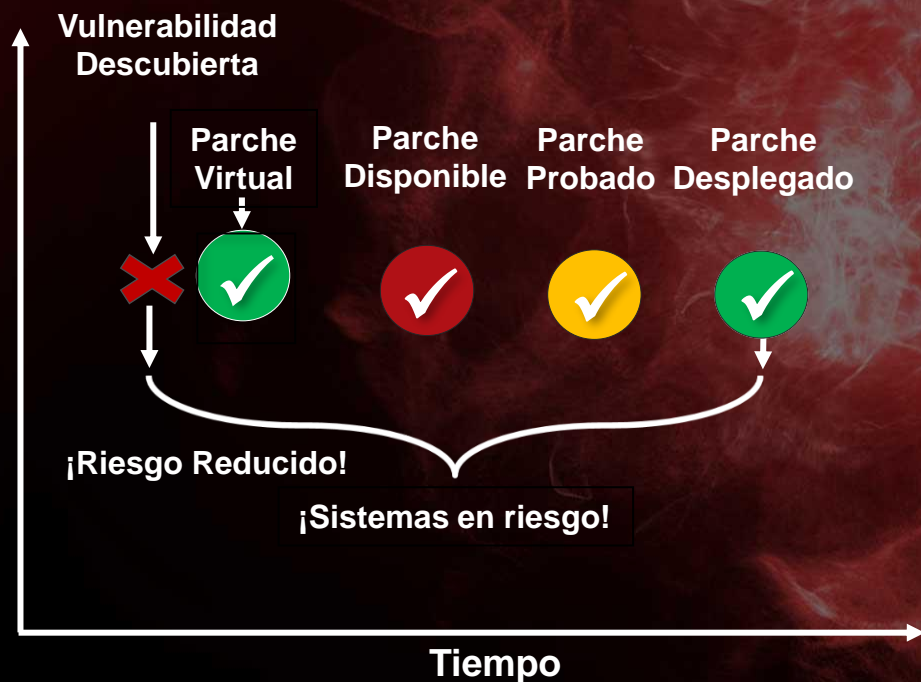 Vulnerabilidad
Descubierta
Parche
Virtual
Parche
Disponible
Parche
Probado
Parche
Desplegado
¡Riesgo Reducido!
¡Sistemas en riesgo!
Tiempo